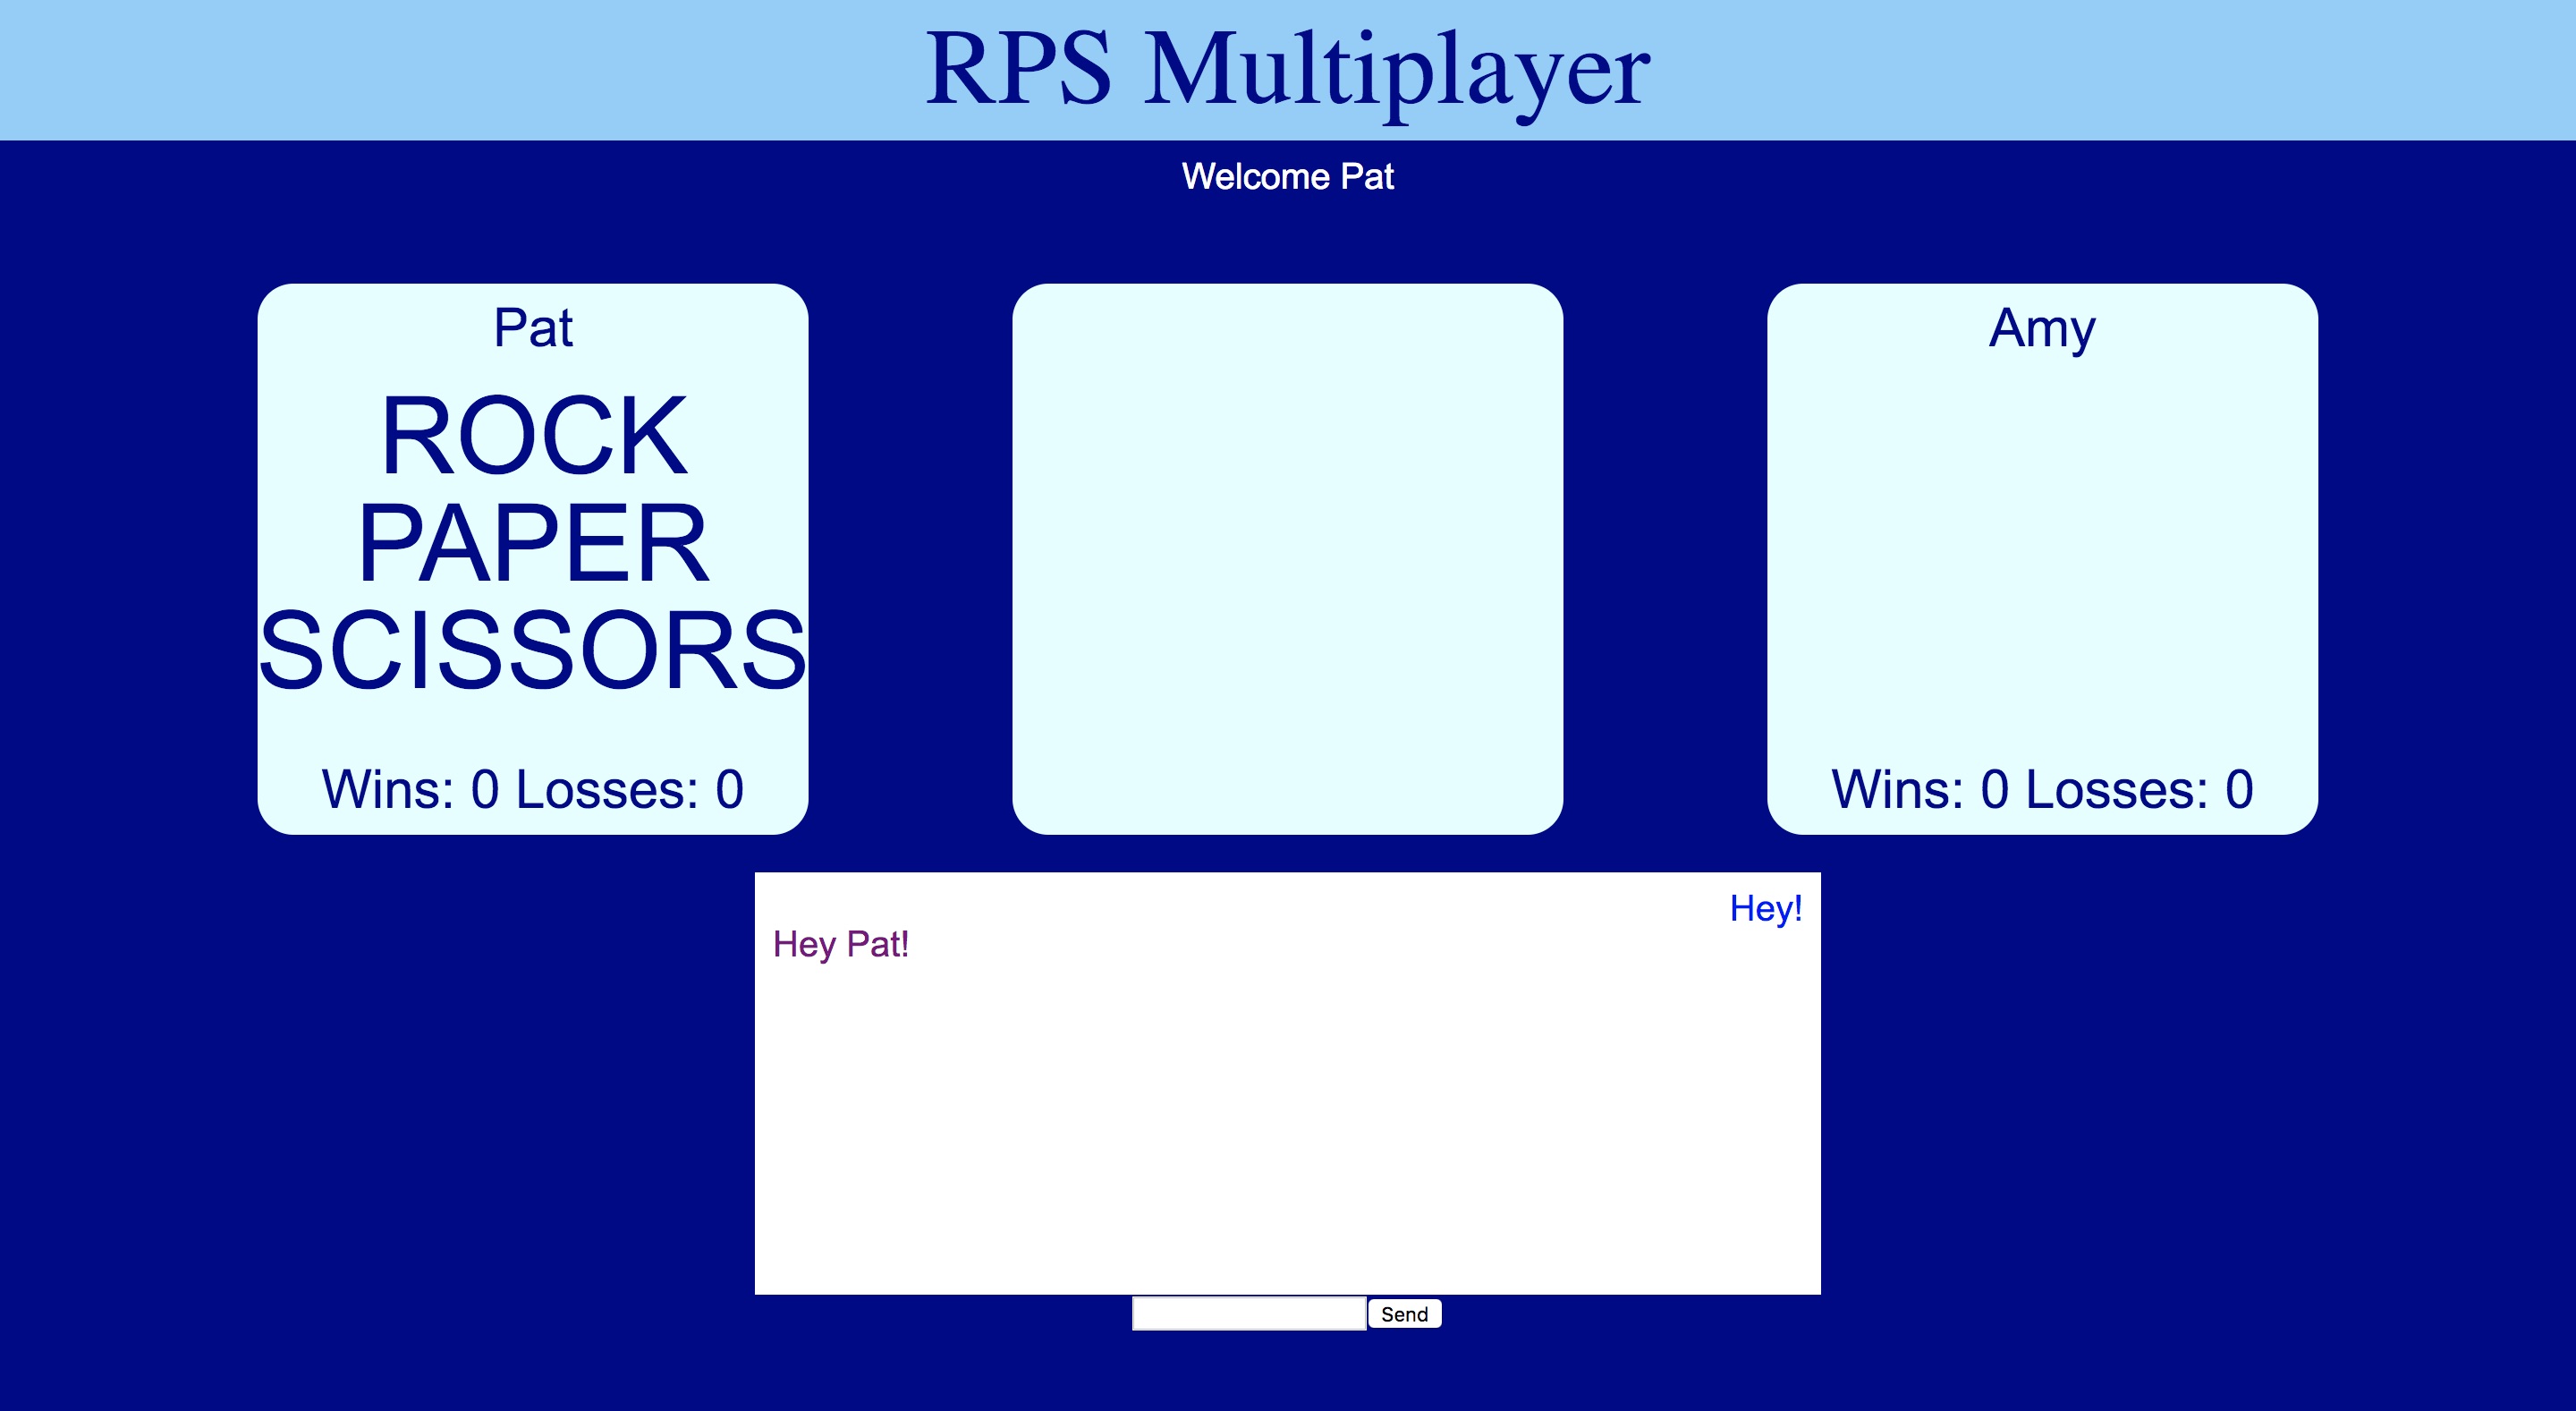 RPS Multiplayer
Welcome Pat
Pat
ROCK
PAPER
SCISSORS
Wins: 0 Losses: 0
Amy
Wins: 0 Losses: 0
Hey!
Hey Pat!
Send